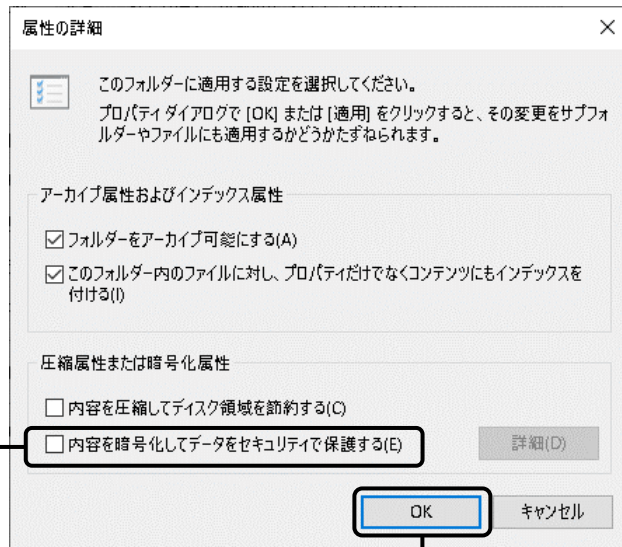 属性の詳細
このフォルダーに適用する設定を選択してください。
プロパティ ダイアログで [OK] または [適用] をクリックすると、その変更をサブフォ
ルダーやファイルにも適用するかどうかたずねられます。
アーカイブ属性およびインデックス属性
フォルダーをアーカイブ可能にする(A)
このフォルダー内のファイルに対し、プロパティだけでなくコンテンツにもインデックスを
付ける(I)
圧縮属性または暗号化属性
内容を圧縮してディスク領域を節約する(C)
内容を暗号化してデータをセキュリティで保護する(E)
詳細(D)
OK
キャンセル